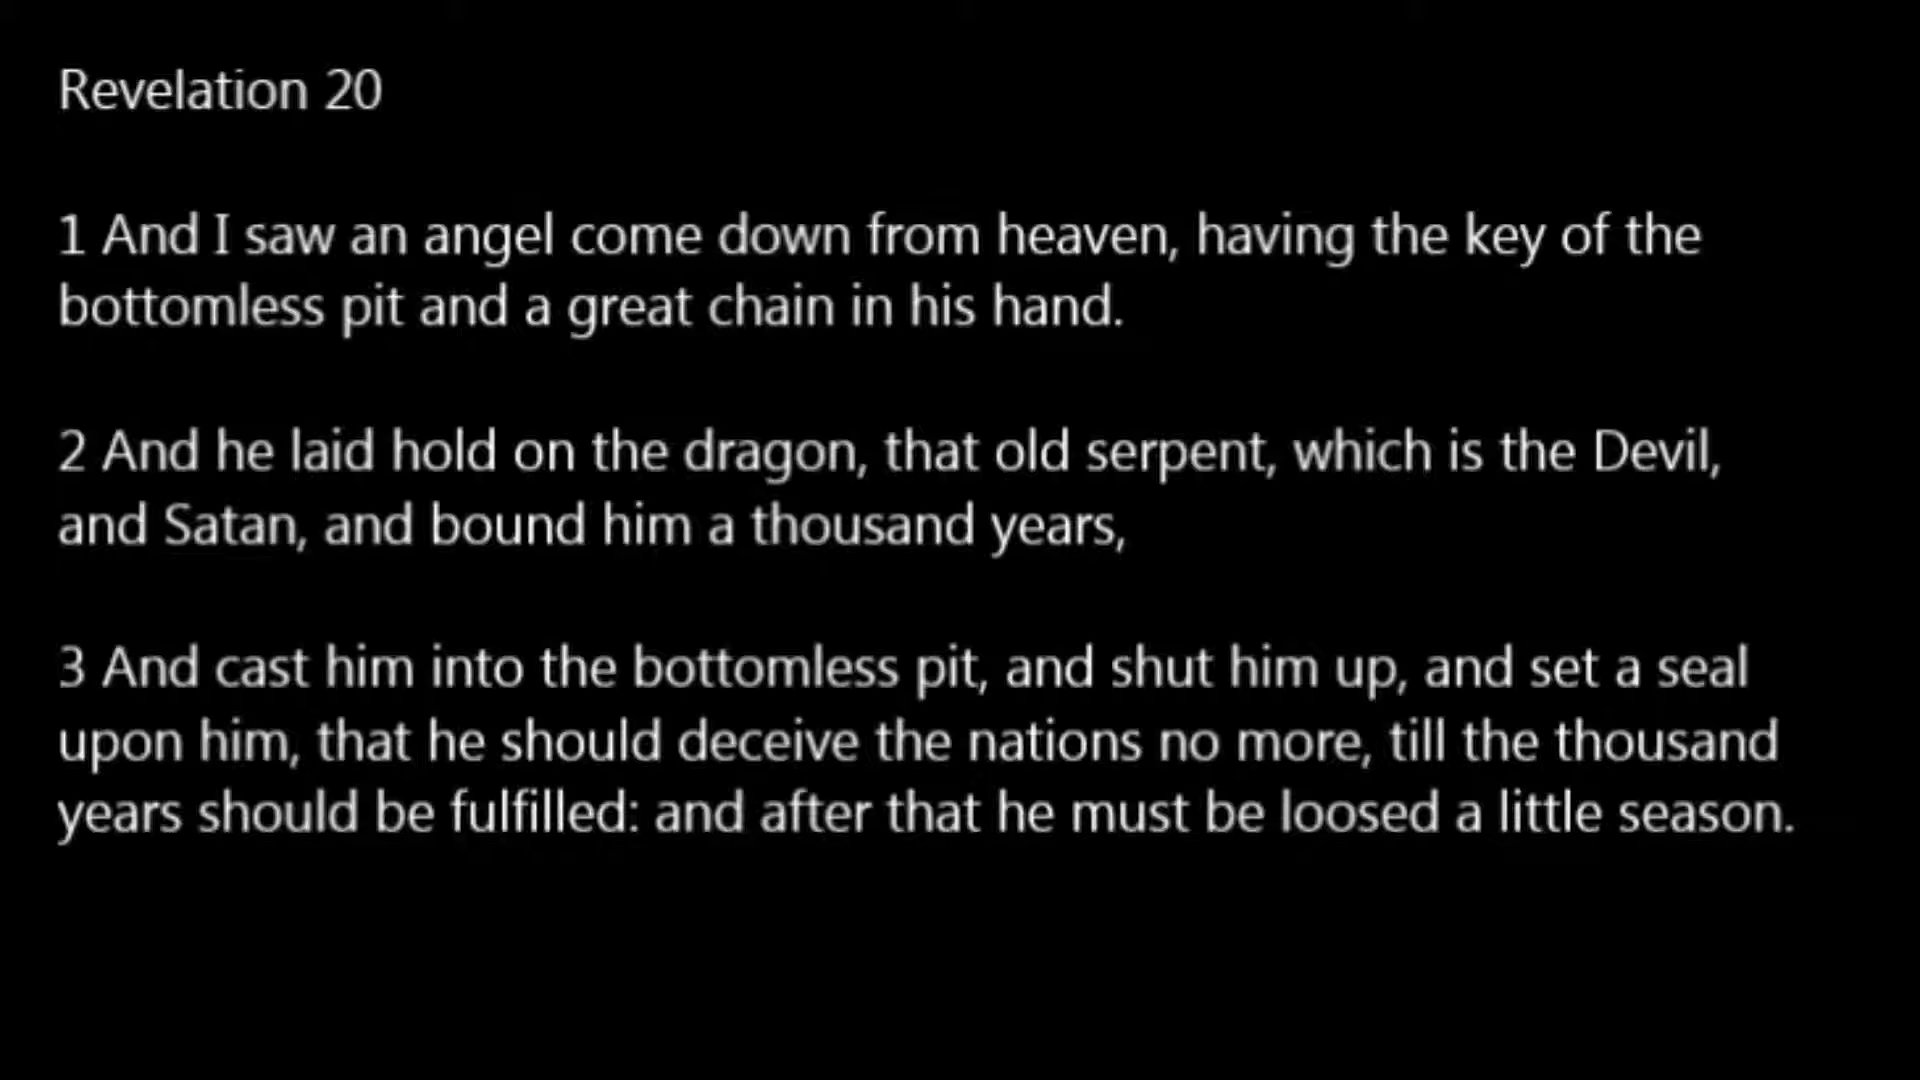 Revelation 20
1 And I saw an angel come down from heaven, having the key of the
bottomless pit and a great chain in his hand.
2 And he laid hold on the dragon, that old serpent, which is the Devil,
and Satan, and bound him a thousand years,
3 And cast him into the bottomless pit, and shut him up, and set a seal
upon him, that he should deceive the nations no more, till the thousand
years should be fulfilled: and after that he must be loosed a little season.